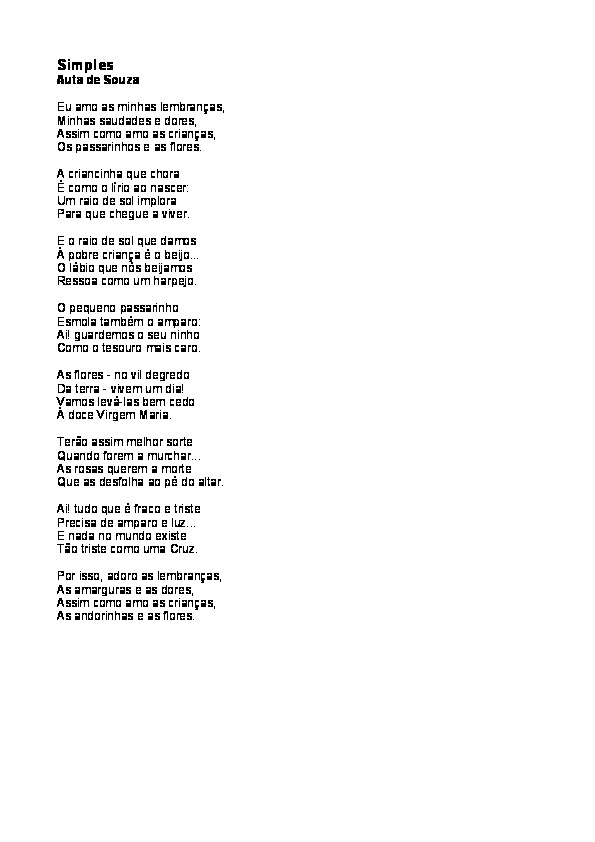 Simples
Auta de Souza
Eu amo as minhas lembranças,
Minhas saudades e dores,
Assim como amo as crianças,
Os passarinhos e as flores.
A criancinha que chora
É como o lírio ao nascer:
Um raio de sol implora
Para que chegue a viver.
E o raio de sol que damos
À pobre criança é o beijo...
O lábio que nós beijamos
Ressoa como um harpejo.
O pequeno passarinho
Esmola também o amparo:
Ai! guardemos o seu ninho
Como o tesouro mais caro.
As flores - no vil degredo
Da terra - vivem um dia!
Vamos levá-las bem cedo
À doce Virgem Maria.
Terão assim melhor sorte
Quando forem a murchar...
As rosas querem a morte
Que as desfolha ao pé do altar.
Ai! tudo que é fraco e triste
Precisa de amparo e luz...
E nada no mundo existe
Tão triste como uma Cruz.
Por isso, adoro as lembranças,
As amarguras e as dores,
Assim como amo as crianças,
As andorinhas e as flores.